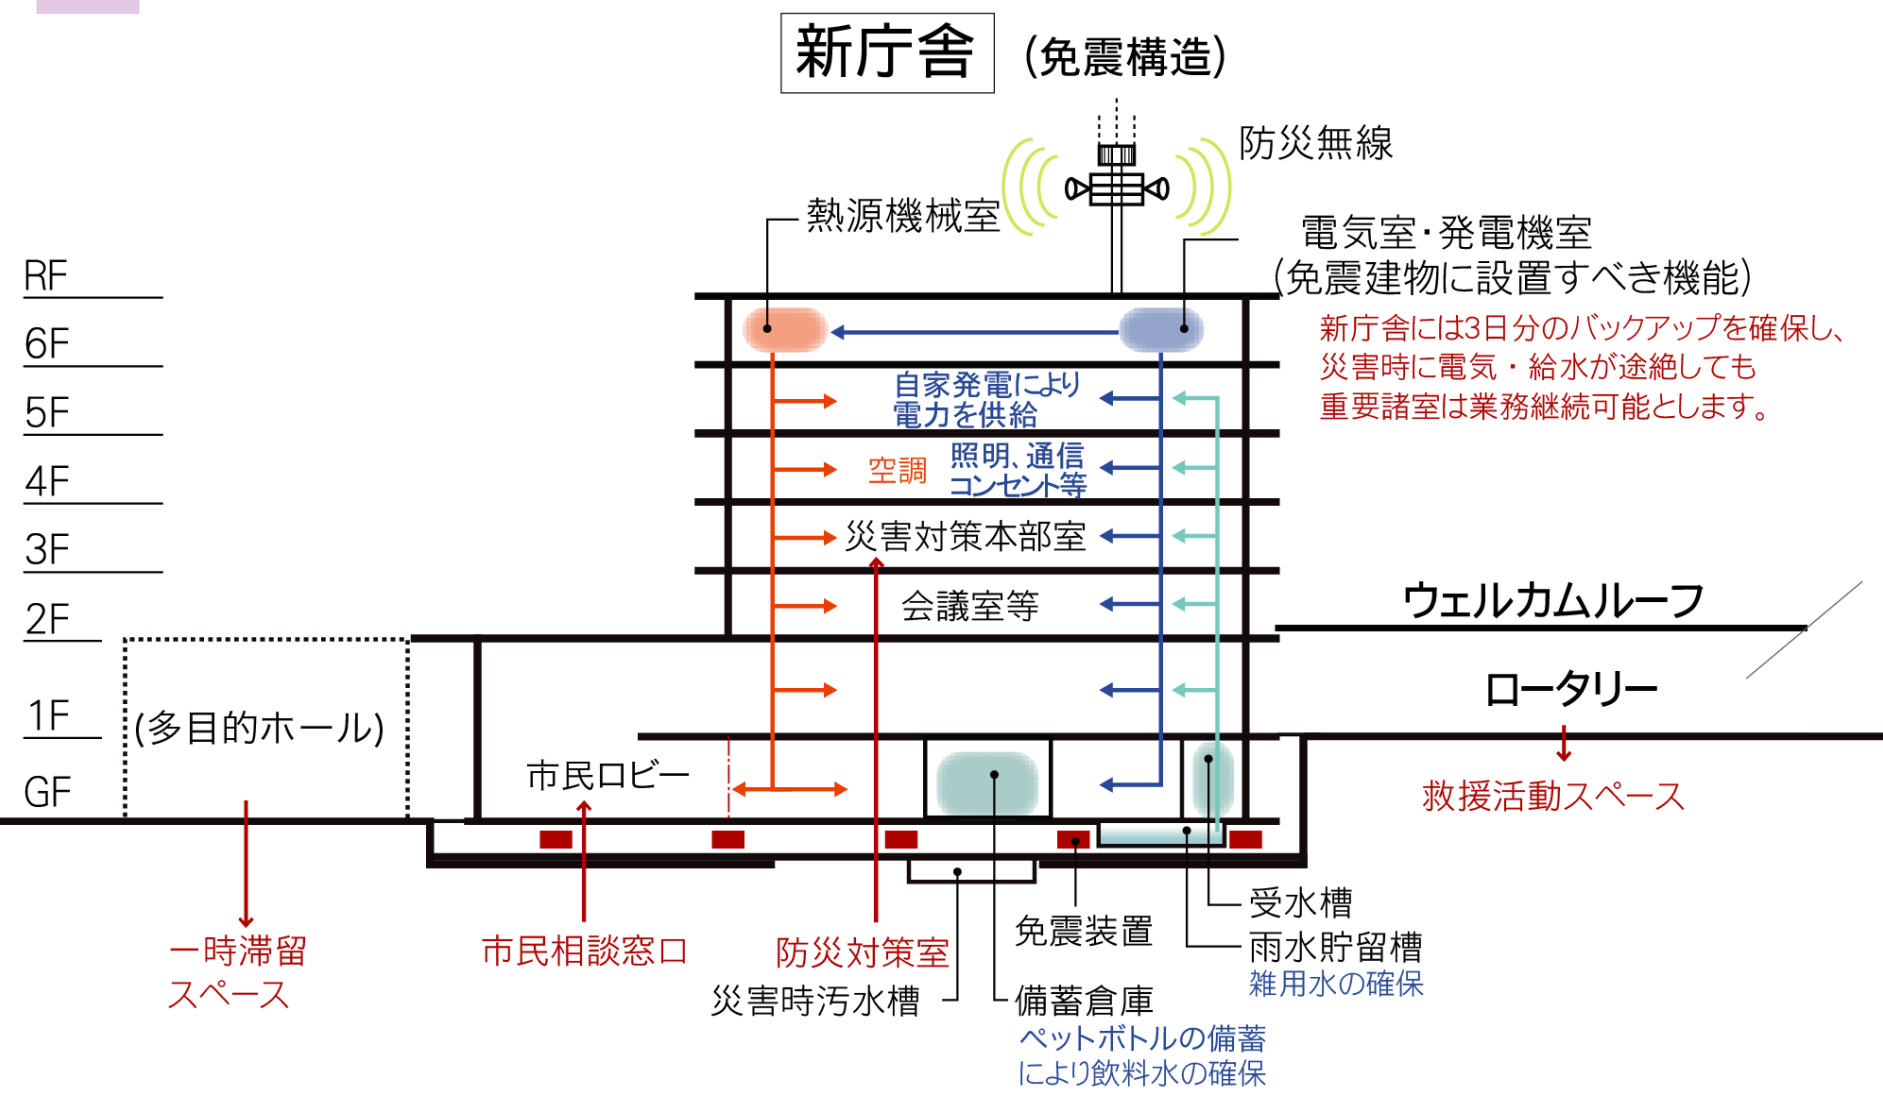 新庁舎 (免震構造)
防災無線
熱源機械室
電気室・発電機室
(免震建物に設置すべき機能)
新庁舎には3日分のバックアップを確保し、
災害時に電気・給水が途絶しても
重要諸室は業務継続可能とします。
RF
6F
5F
4F
3F
2F
1F
GF
自家発電により
電力を供給
空調
照明、通信
コンセント等
災害対策本部室
会議室等
ウェルカムルーフ
ロータリー
(多目的ホール)
市民ロビー
救援活動スペース
一時滞留
スペース
市民相談窓口
防災対策室
災害時汚水槽
免震装置
備蓄倉庫
ペットボトルの備蓄
により飲料水の確保
受水槽
雨水貯留槽
雑用水の確保